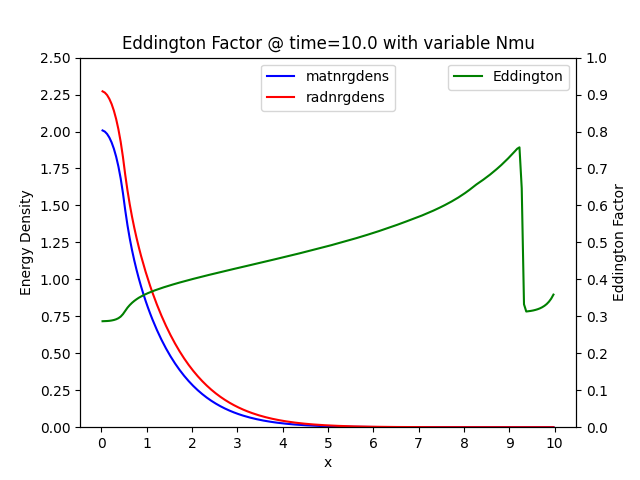 Eddington Factor @ time=10.0 with variable Nmu
matnrgdens
radnrgdens
Eddington
2.50
2.25
2.00
1.75
1.50
1.25
1.00
0.75
0.50
0.25
0.00
Energy Density
1.0
0.9
0.8
0.7
0.6
0.5
0.4
0.3
0.2
0.1
0.0
Eddington Factor
0 1 2 3 4 5 6 7 8 9 10
x